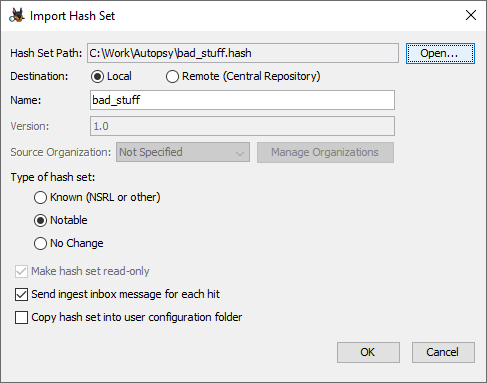 Import Hash Set
Hash Set Path: C:\Work\Autopsy\bad_stuff.hash Open...
Destination: Local Remote (Central Repository)
Name: bad_stuff
Version: 1.0
Source Organization: Not Specified Manage Organizations
Type of hash set:
Known (NSRL or other)
Notable
No Change
Make hash set read-only
Send ingest inbox message for each hit
Copy hash set into user configuration folder
OK Cancel